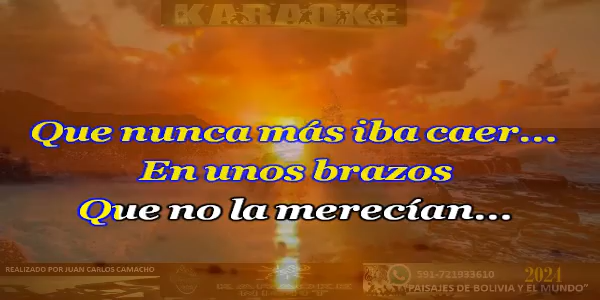 KARAOKE
Que nunca más iba caer...
En unos brazos
Que no la merecían...
REALIZADO POR JUAN CARLOS CAMACHO
591-721933610
2024
PAISAJES DE BOLIVIA Y EL MUNDO"